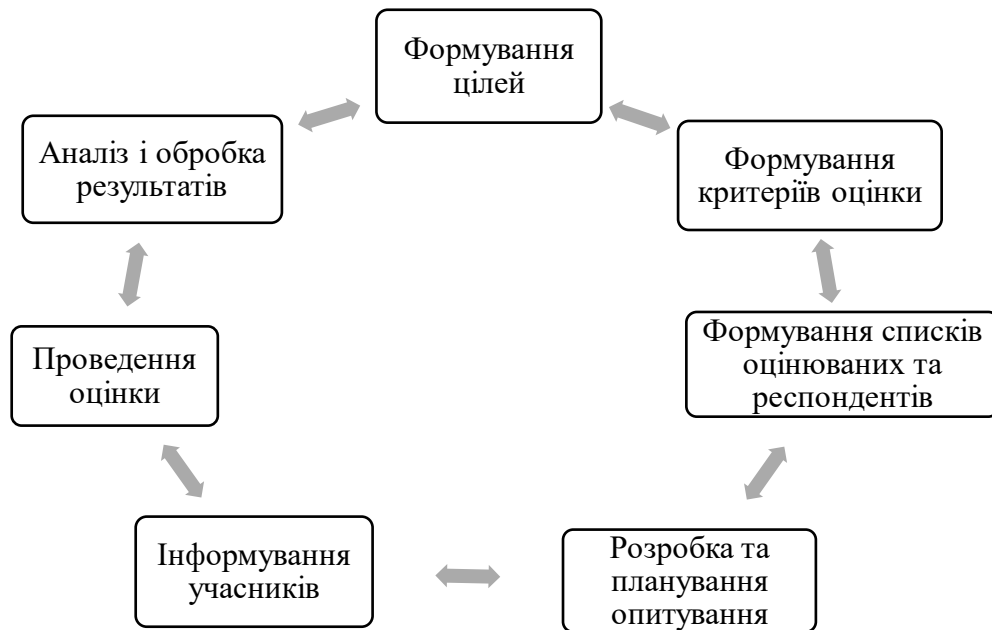 Формування
цілей
Формування
критеріїв оцінки
Формування списків
оцінюваних та
респондентів
Розробка та
планування
опитування
Інформування
учасників
Проведення
оцінки
Аналіз і обробка
результатів